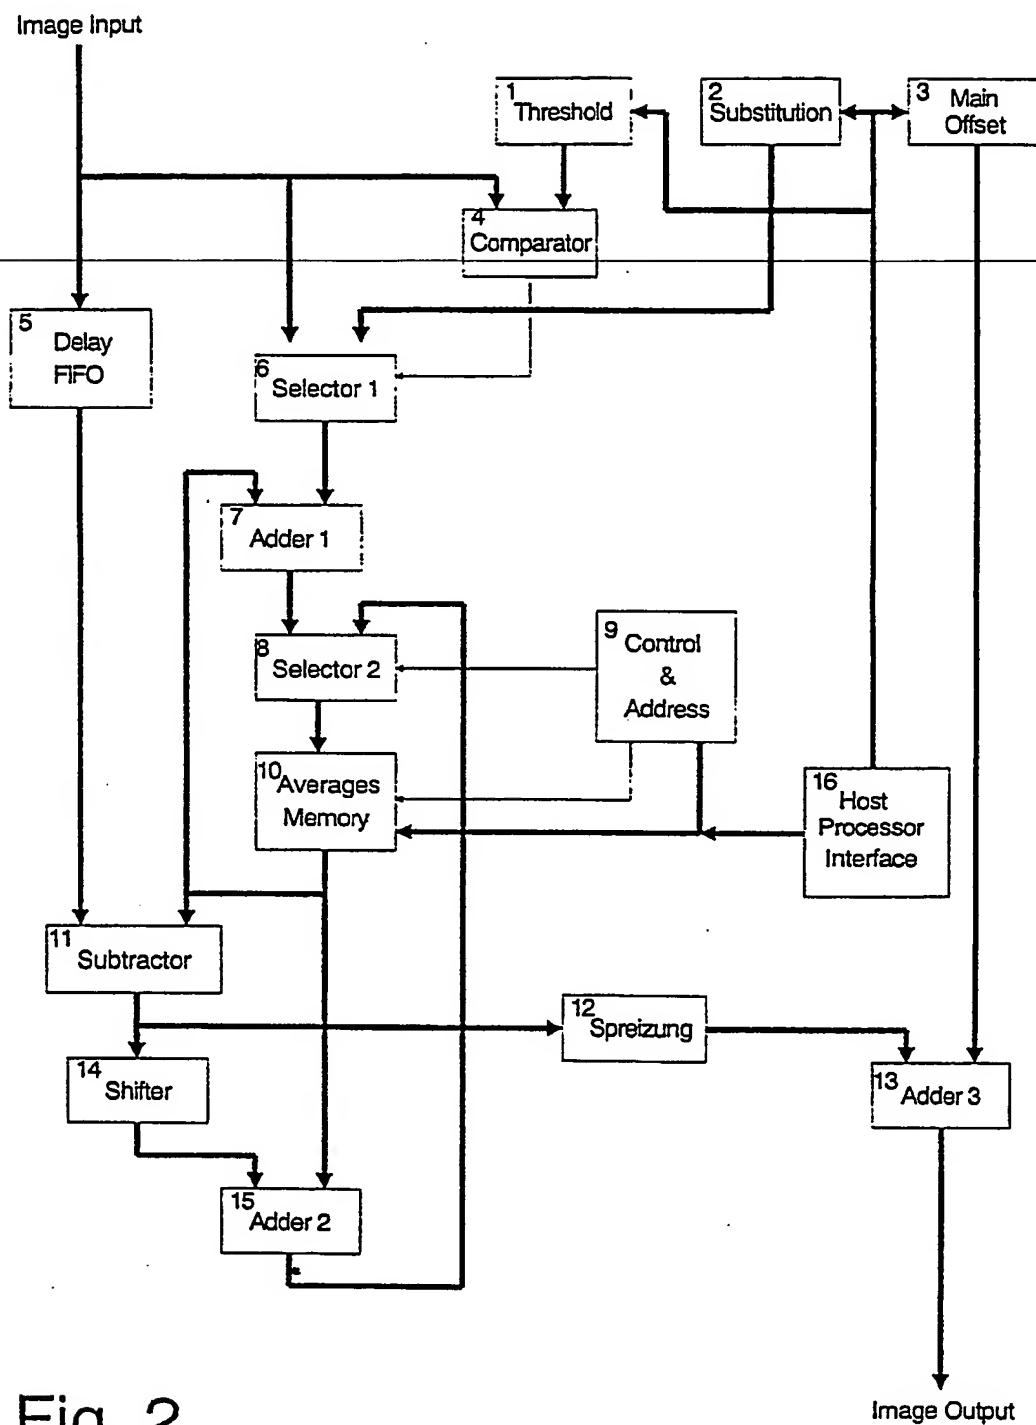 Image Input
1
Threshold
2
Substitution
3
Main
Offset
4
Comparator
5
Delay
FIFO
6
Selector 1
7
Adder 1
8
Selector 2
9
Control
&
Address
10
Averages
Memory
16
Host
Processor
Interface
11
Subtractor
12
Spreizung
14
Shifter
13
Adder 3
15
Adder 2
Image Output
Fig. 2